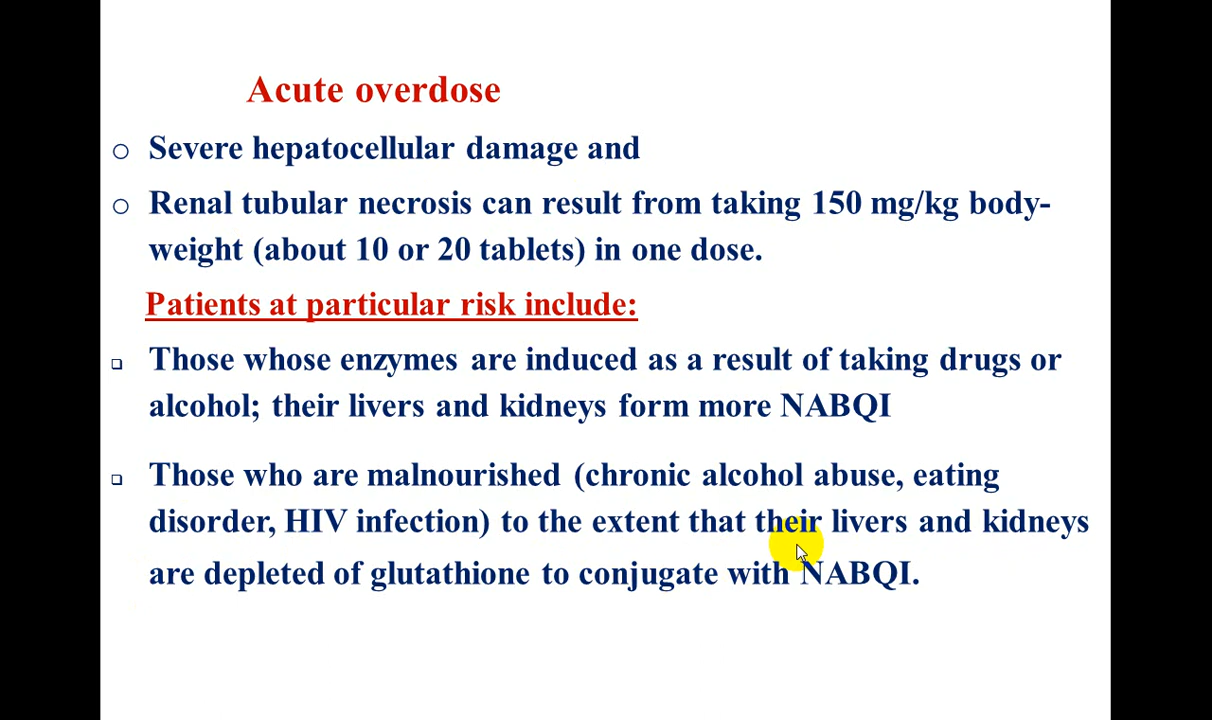 Acute overdose
Severe hepatocellular damage and
Renal tubular necrosis can result from taking 150 mg/kg body-
weight (about 10 or 20 tablets) in one dose.
Patients at particular risk include:
Those whose enzymes are induced as a result of taking drugs or
alcohol; their livers and kidneys form more NABQI
Those who are malnourished (chronic alcohol abuse, eating
disorder, HIV infection) to the extent that their livers and kidneys
are depleted of glutathione to conjugate with NABQI.